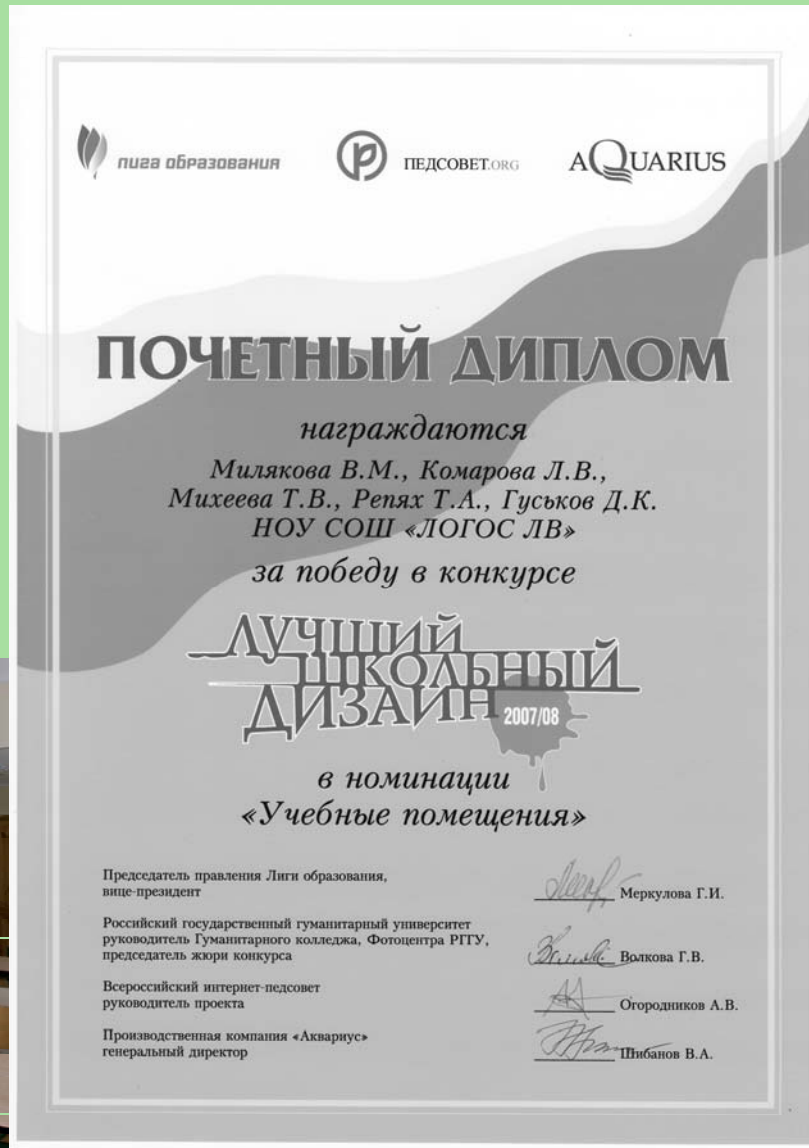 лига образования
ПЕДСОВЕТ.ORG
AQUARIUS
ПОЧЕТНЫЙ ДИПЛОМ
награждаются
Милякова В.М., Комарова Л.В.,
Михеева Т.В., Репях Т.А., Гуськов Д.К.
НОУ СОШ «ЛОГОС ЛВ»
за победу в конкурсе
ЛУЧШИЙ
ШКОЛЬНЫЙ
ДИЗАЙН 2007/08
в номинации
«Учебные помещения»
Председатель правления Лиги образования,
вице-президент
Меркулова Г.И.
Российский государственный гуманитарный университет
руководитель Гуманитарного колледжа, Фотоцентра РГГУ,
председатель жюри конкурса
Волкова Г.В.
Всероссийский интернет-педсовет
руководитель проекта
Огородников А.В.
Производственная компания «Аквариус»
генеральный директор
Шибанов В.А.